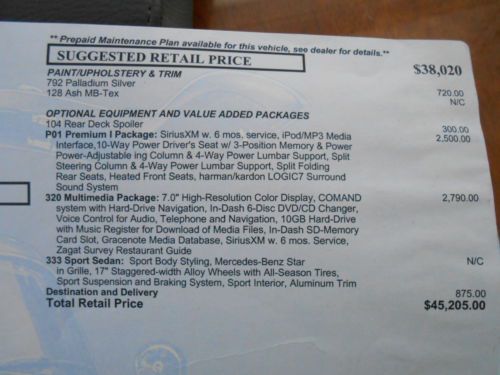 ** Prepaid Maintenance Plan available for this vehicle, see dealer for details.**
SUGGESTED RETAIL PRICE $38,020
PAINT/UPHOLSTERY & TRIM
792 Palladium Silver 720.00
128 Ash MB-Tex N/C
OPTIONAL EQUIPMENT AND VALUE ADDED PACKAGES
104 Rear Deck Spoiler 300.00
P01 Premium I Package: SiriusXM w. 6 mos. service, iPod/MP3 Media 2,500.00
Interface,10-Way Power Driver's Seat w/ 3-Position Memory & Power
Power-Adjustable ing Column & 4-Way Power Lumbar Support, Split
Steering Column & 4-Way Power Lumbar Support, Split Folding
Rear Seats, Heated Front Seats, harman/kardon LOGIC7 Surround
Sound System
320 Multimedia Package: 7.0" High-Resolution Color Display, COMAND 2,790.00
system with Hard-Drive Navigation, In-Dash 6-Disc DVD/CD Changer,
Voice Control for Audio, Telephone and Navigation, 10GB Hard-Drive
with Music Register for Download of Media Files, In-Dash SD-Memory
Card Slot, Gracenote Media Database, SiriusXM w. 6 mos. Service,
Zagat Survey Restaurant Guide
333 Sport Sedan: Sport Body Styling, Mercedes-Benz Star N/C
in Grille, 17" Staggered-width Alloy Wheels with All-Season Tires,
Sport Suspension and Braking System, Sport Interior, Aluminum Trim
Destination and Delivery 875.00
Total Retail Price $45,205.00